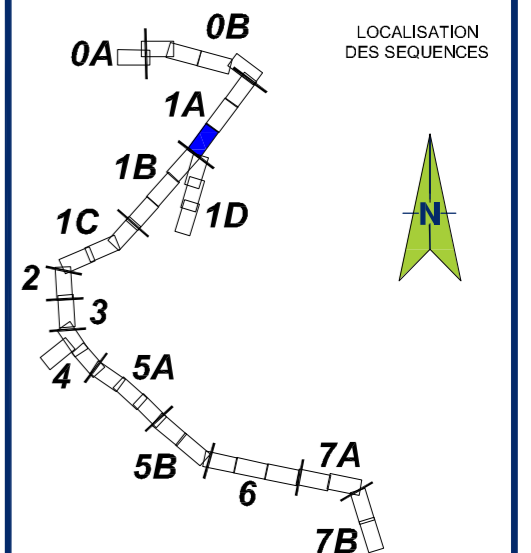 LOCALISATION
DES SEQUENCES
0A
0B
1A
1B
1D
1C
N
2
3
4
5A
5B
6
7A
7B